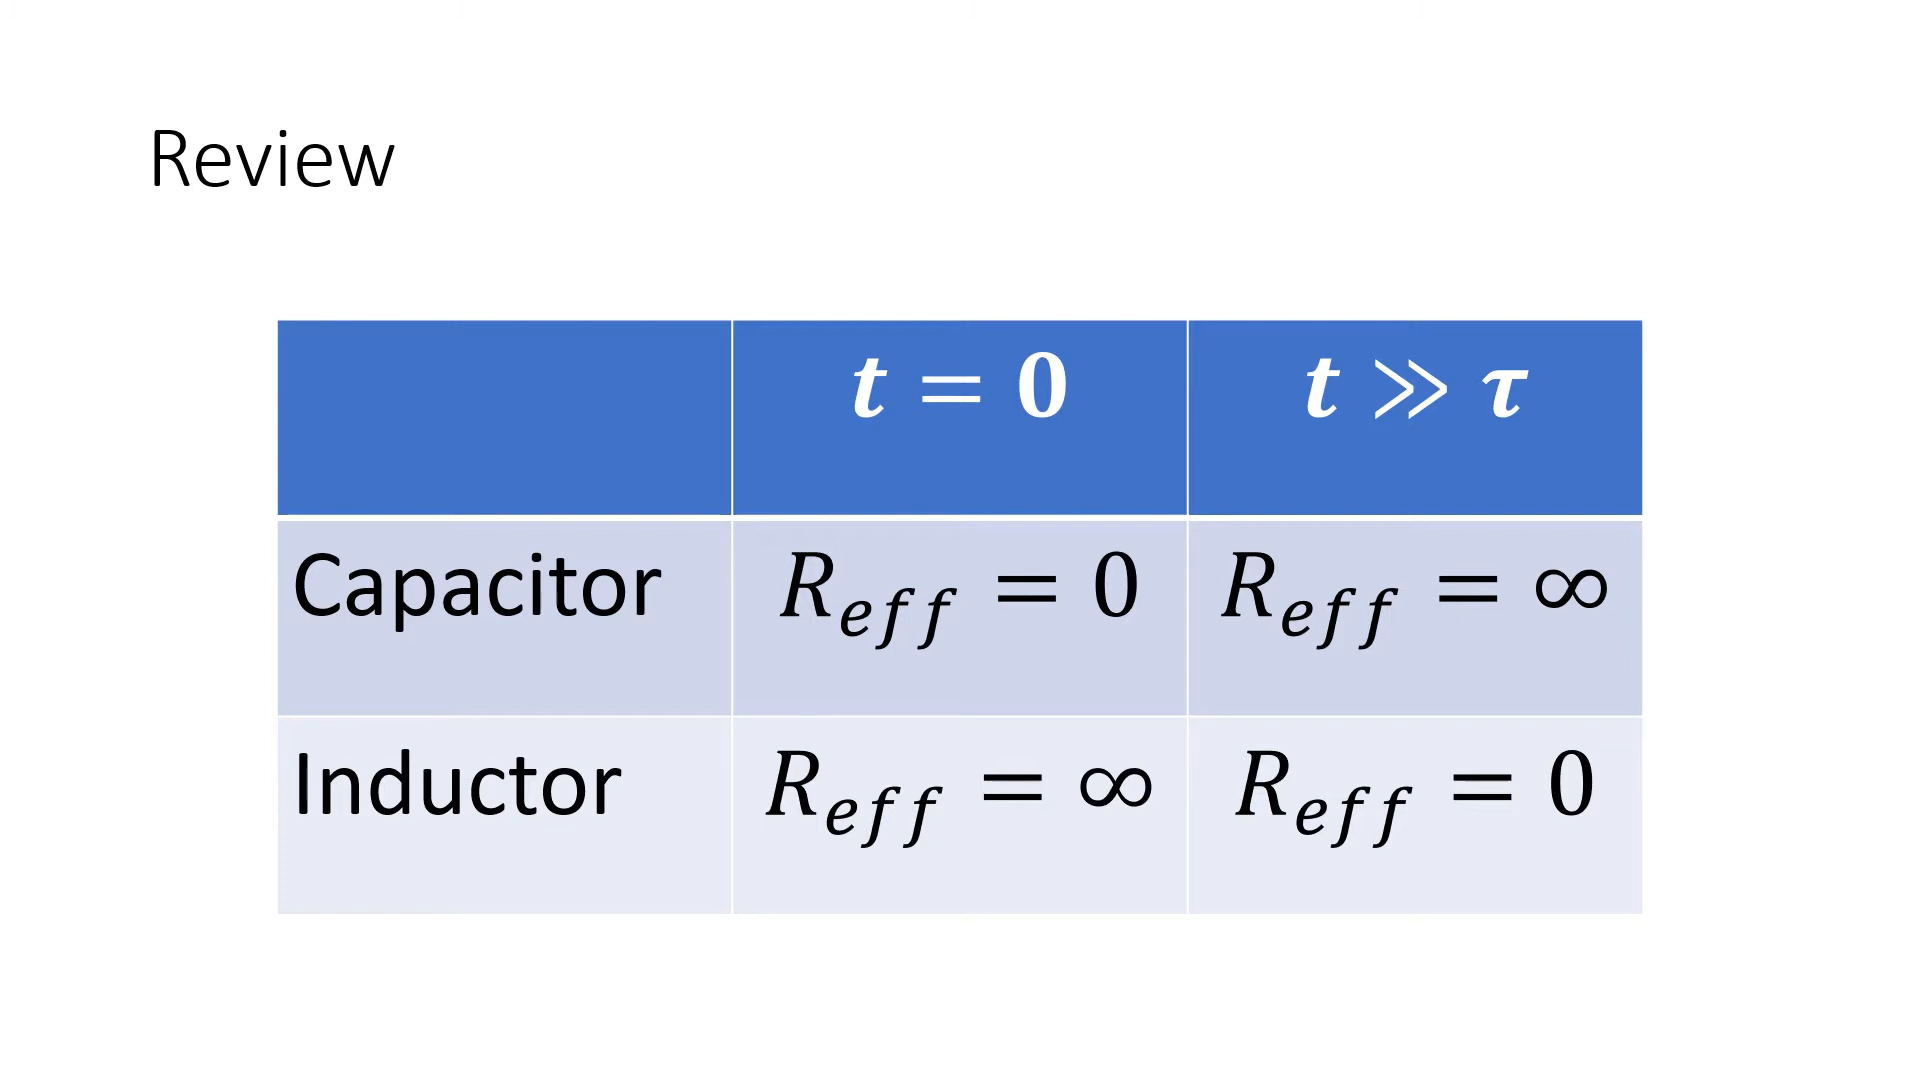 Review
t = 0 t ≫ τ
Capacitor R_eff = 0 R_eff = ∞
Inductor R_eff = ∞ R_eff = 0